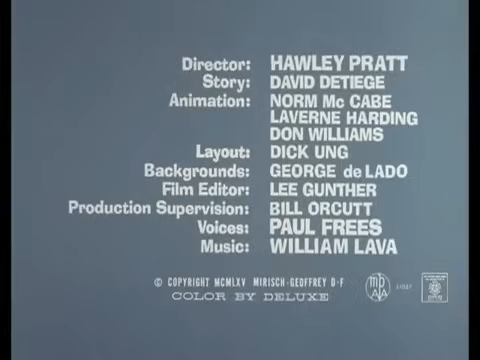 Director: HAWLEY PRATT
Story: DAVID DETIEGE
Animation: NORM Mc CABE
LAVERNE HARDING
DON WILLIAMS
Layout: DICK UNG
Backgrounds: GEORGE de LADO
Film Editor: LEE GUNTHER
Production Supervision: BILL ORCUTT
Voices: PAUL FREES
Music: WILLIAM LAVA
© COPYRIGHT MCMLXV MIRISCH-GEOFFREY D-F
COLOR BY DELUXE